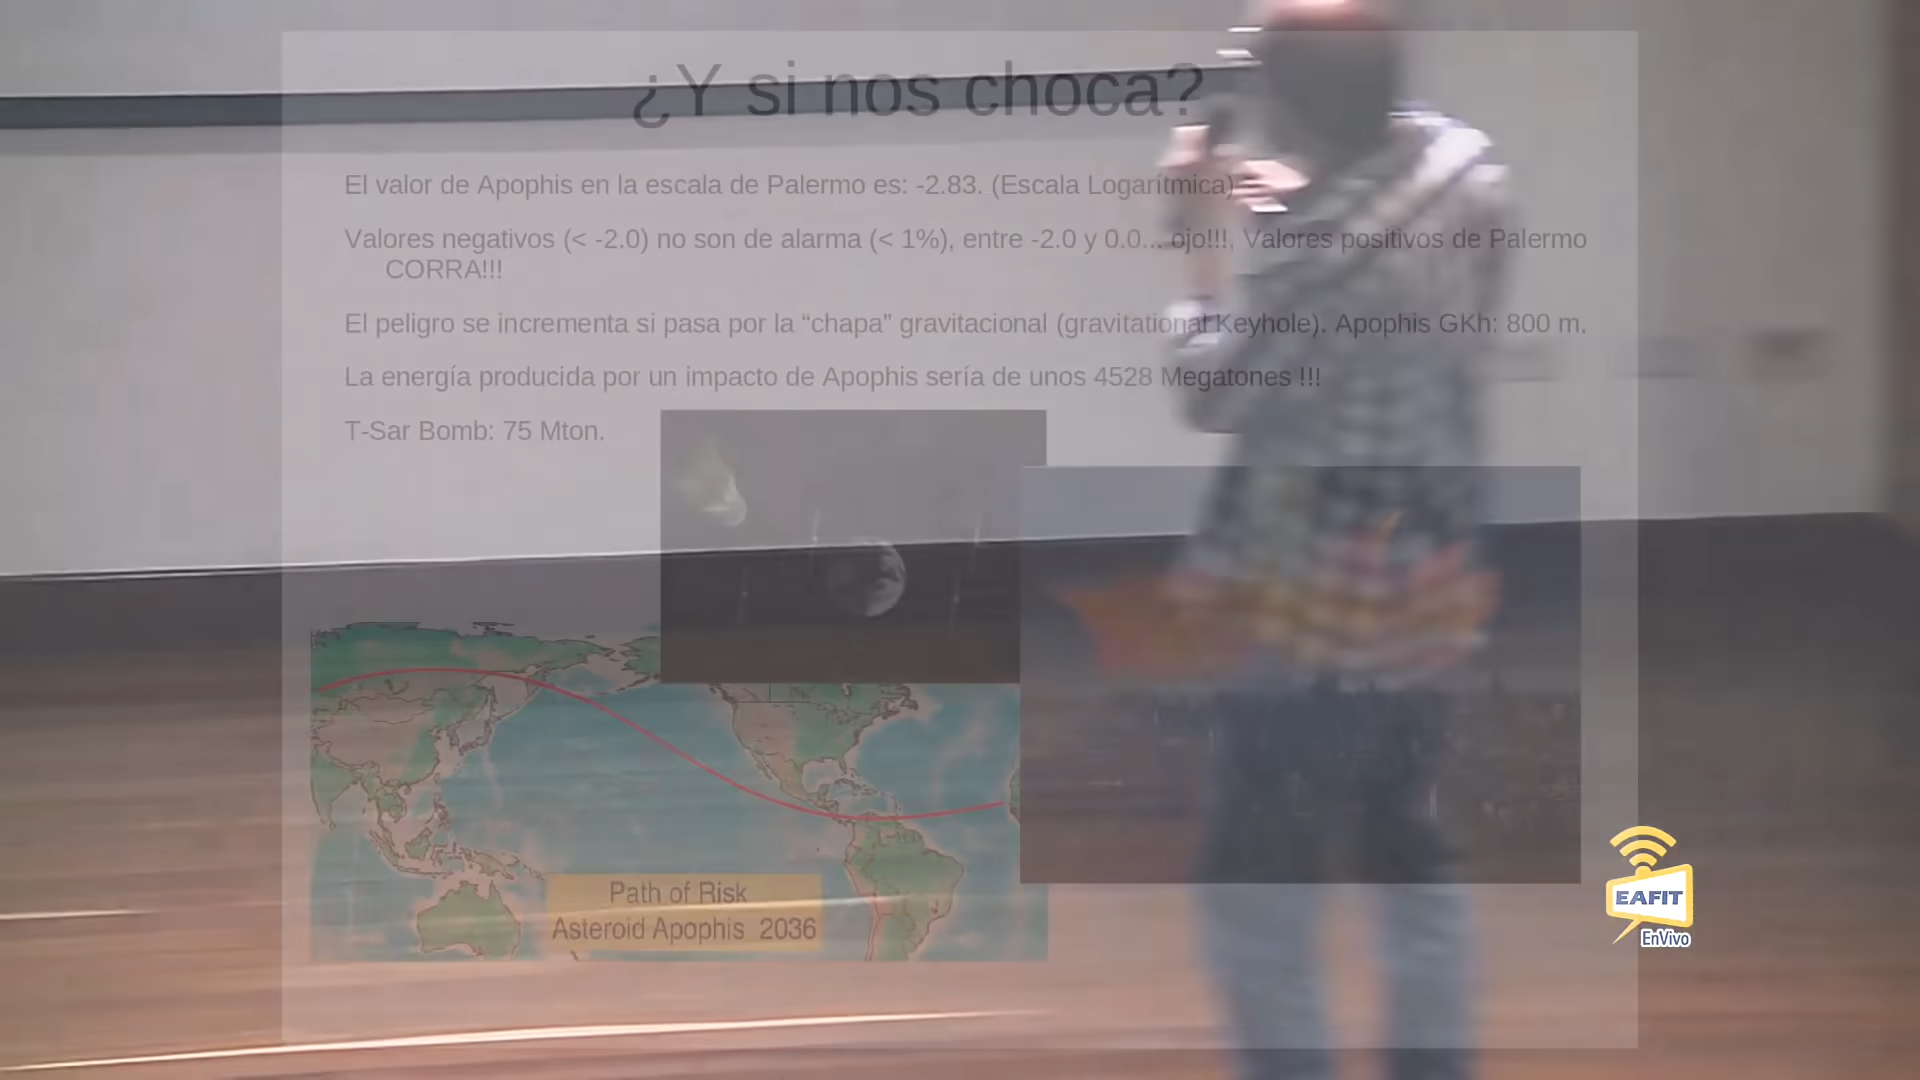 ¿Y si nos choca?
El valor de Apophis en la escala de Palermo es: -2.83. (Escala Logarítmica)
Valores negativos (< -2.0) no son de alarma (< 1%), entre -2.0 y 0.0... ojo!!!, Valores positivos de Palermo
CORRA!!!
El peligro se incrementa si pasa por la “chapa” gravitacional (gravitational Keyhole). Apophis GKh: 800 m.
La energía producida por un impacto de Apophis sería de unos 4528 Megatones !!!
T-Sar Bomb: 75 Mton.
Path of Risk
Asteroid Apophis 2036
EAFIT
EnVivo